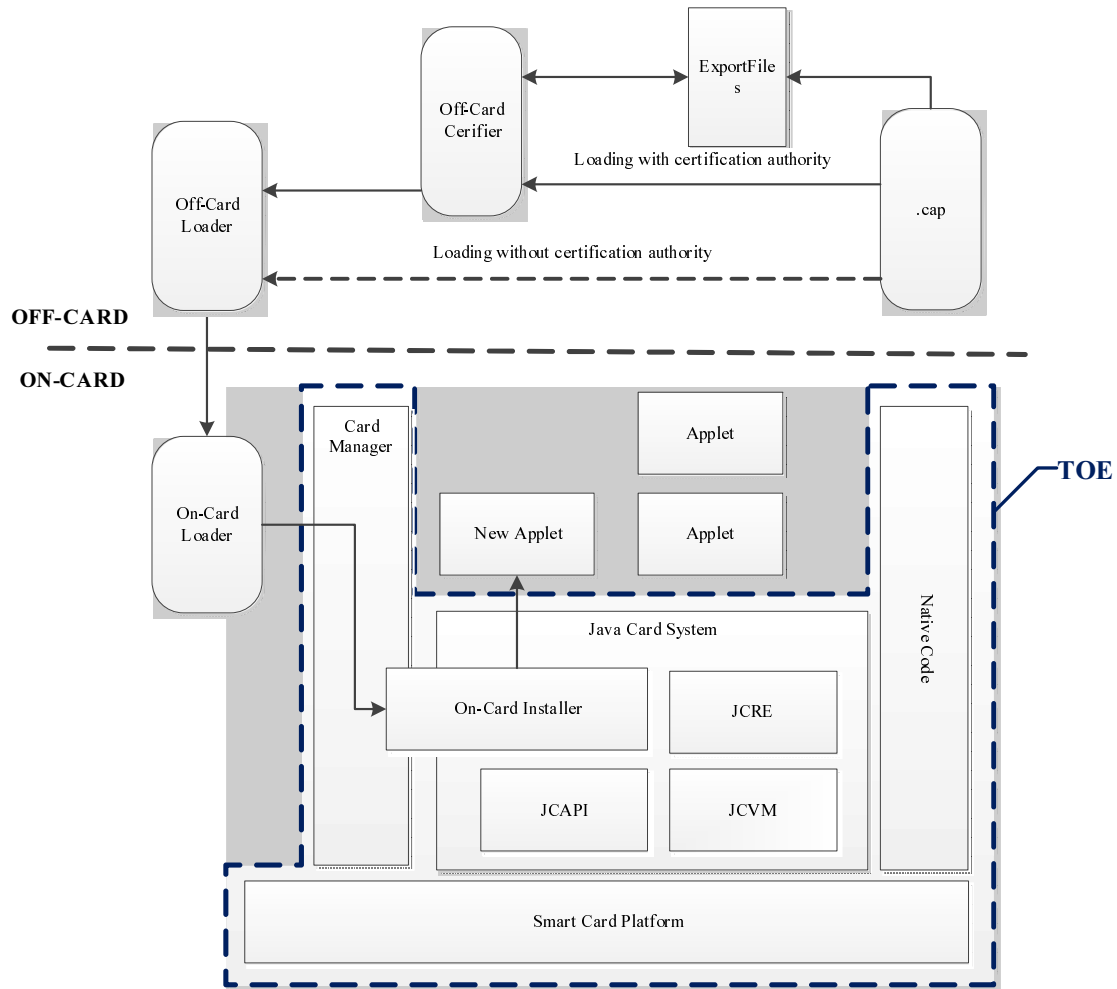 ExportFile
s
Off-Card
Cerifier
Loading with certification authority
Off-Card
Loader
.cap
Loading without certification authority
OFF-CARD
ON-CARD
Card
Manager
Applet
TOE
On-Card
Loader
New Applet
Applet
Native Code
Java Card System
On-Card Installer
JCRE
JCAPI
JCVM
Smart Card Platform